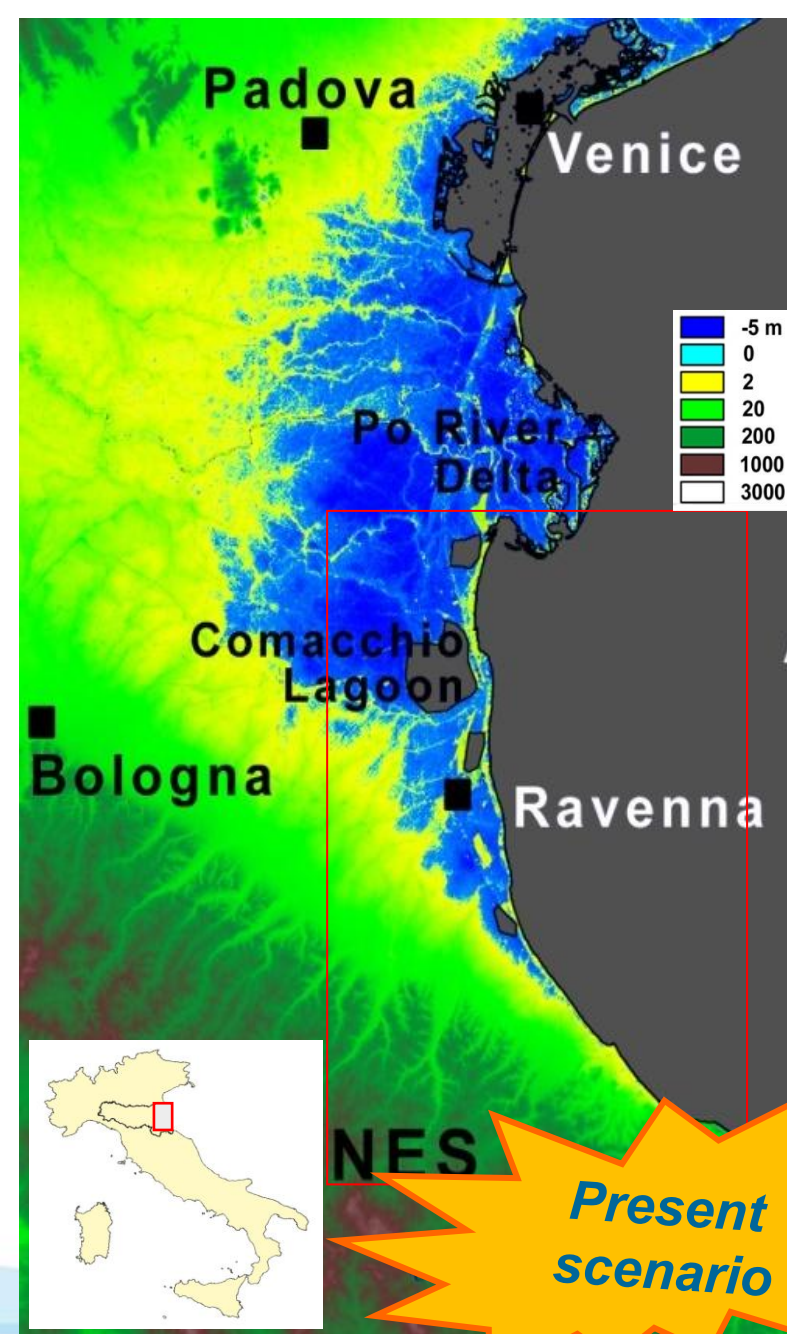 Padova
Venice
-5 m
0
2
20
200
1000
3000
Po River
Delta
Comacchio
Lagoon
Bologna
Ravenna
NES
Present
scenario